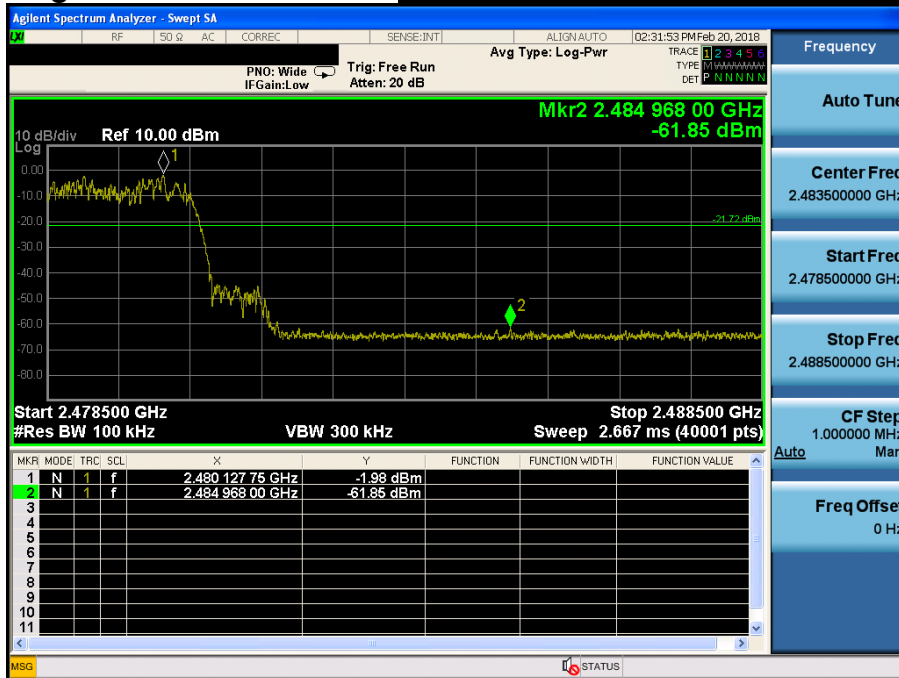 Agilent Spectrum Analyzer - Swept SA
LXI RF 50 Ω AC CORREC SENSE:INT ALIGN AUTO 02:31:53 PM Feb 20, 2018
Avg Type: Log-Pwr TRACE 1 2 3 4 5 6
PNO: Wide Trig: Free Run TYPE M
IFGain:Low Atten: 20 dB DET P N N N N N
Frequency
Mkr2 2.484 968 00 GHz
-61.85 dBm
10 dB/div Ref 10.00 dBm
Log
1
0.00
-10.0
-20.0
-21.72 dBm
-30.0
-40.0
-50.0
2
-60.0
-70.0
-80.0
Start 2.478500 GHz Stop 2.488500 GHz
#Res BW 100 kHz VBW 300 kHz Sweep 2.667 ms (40001 pts)
MKR MODE TRC SCL X Y FUNCTION FUNCTION WIDTH FUNCTION VALUE
1 N 1 f 2.480 127 75 GHz -1.98 dBm
2 N 1 f 2.484 968 00 GHz -61.85 dBm
3
4
5
6
7
8
9
10
11
MSG STATUS
Auto Tune
Center Freq
2.483500000 GHz
Start Freq
2.478500000 GHz
Stop Freq
2.488500000 GHz
CF Step
1.000000 MHz
Auto Man
Freq Offset
0 Hz